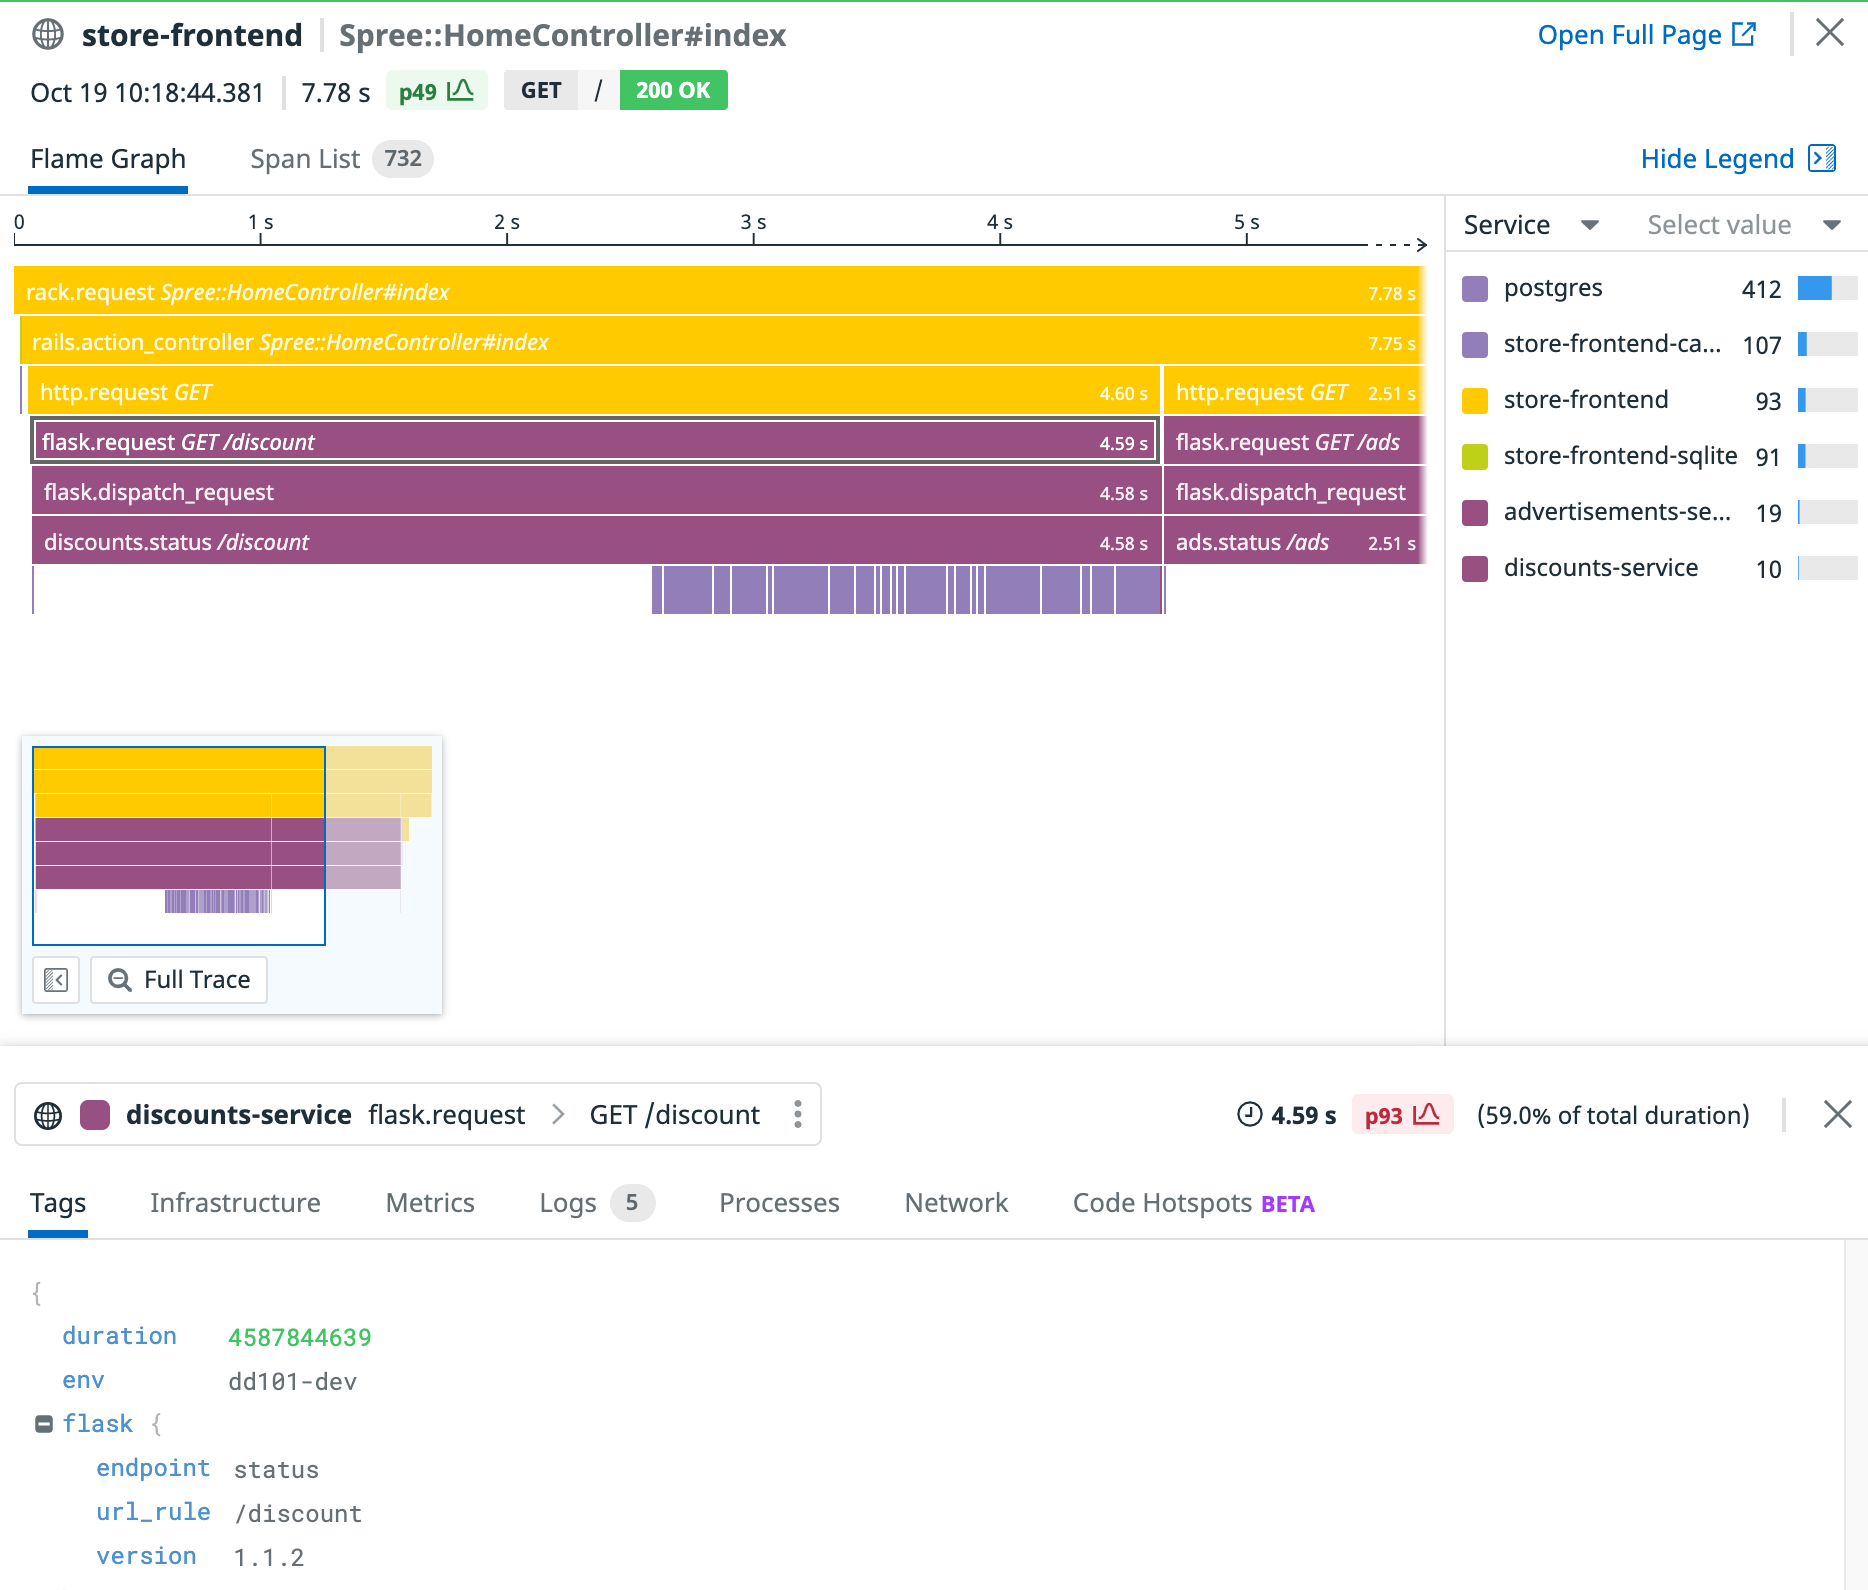 store-frontend Spree::HomeController#index Open Full Page
Oct 19 10:18:44.381 7.78 s p49 GET / 200 OK
Flame Graph Span List 732 Hide Legend
0 1 s 2 s 3 s 4 s 5 s
Service Select value
rack.request Spree::HomeController#index 7.78 s
rails.action_controller Spree::HomeController#index 7.75 s
http.request GET 4.60 s http.request GET 2.51 s
flask.request GET /discount 4.59 s flask.request GET /ads
flask.dispatch_request 4.58 s flask.dispatch_request
discounts.status /discount 4.58 s ads.status /ads 2.51 s
postgres 412
store-frontend-ca... 107
store-frontend 93
store-frontend-sqlite 91
advertisements-se... 19
discounts-service 10
Full Trace
discounts-service flask.request > GET /discount 4.59 s p93 (59.0% of total duration)
Tags Infrastructure Metrics Logs 5 Processes Network Code Hotspots BETA
{
duration 4587844639
env dd101-dev
flask {
endpoint status
url_rule /discount
version 1.1.2